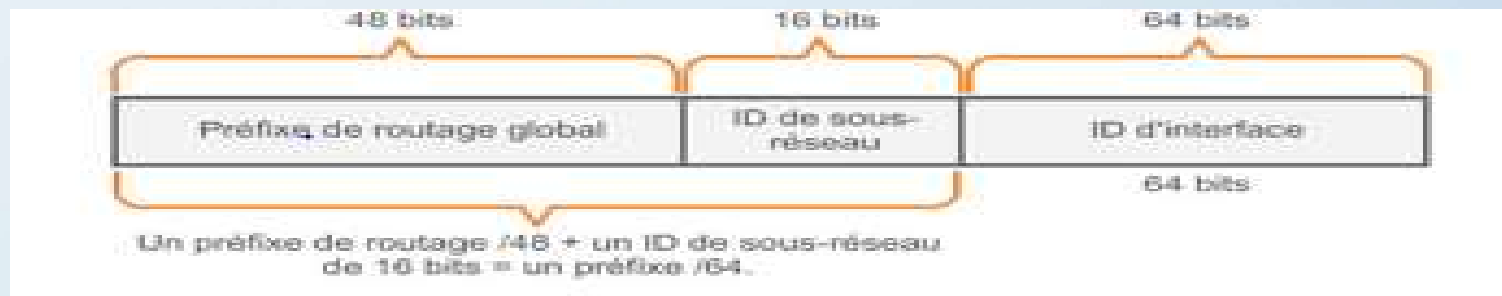 48 bits 16 bits 64 bits
Préfixe de routage global
ID de sous-
réseau
ID d'interface
64 bits
Un préfixe de routage /48 + un ID de sous-réseau
de 16 bits = un préfixe /64.